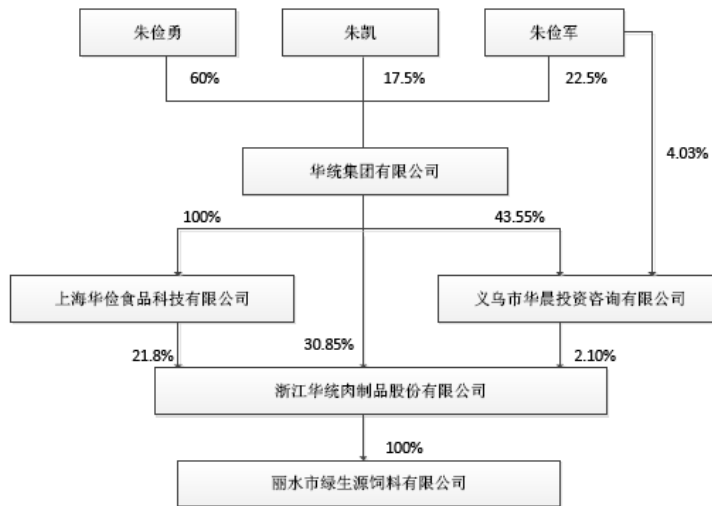 朱俭勇
朱凯
朱俭军
60%
17.5%
22.5%
4.03%
华统集团有限公司
100%
43.55%
上海华俭食品科技有限公司
义乌市华晨投资咨询有限公司
21.8%
30.85%
2.10%
浙江华统肉制品股份有限公司
100%
丽水市绿生源饲料有限公司